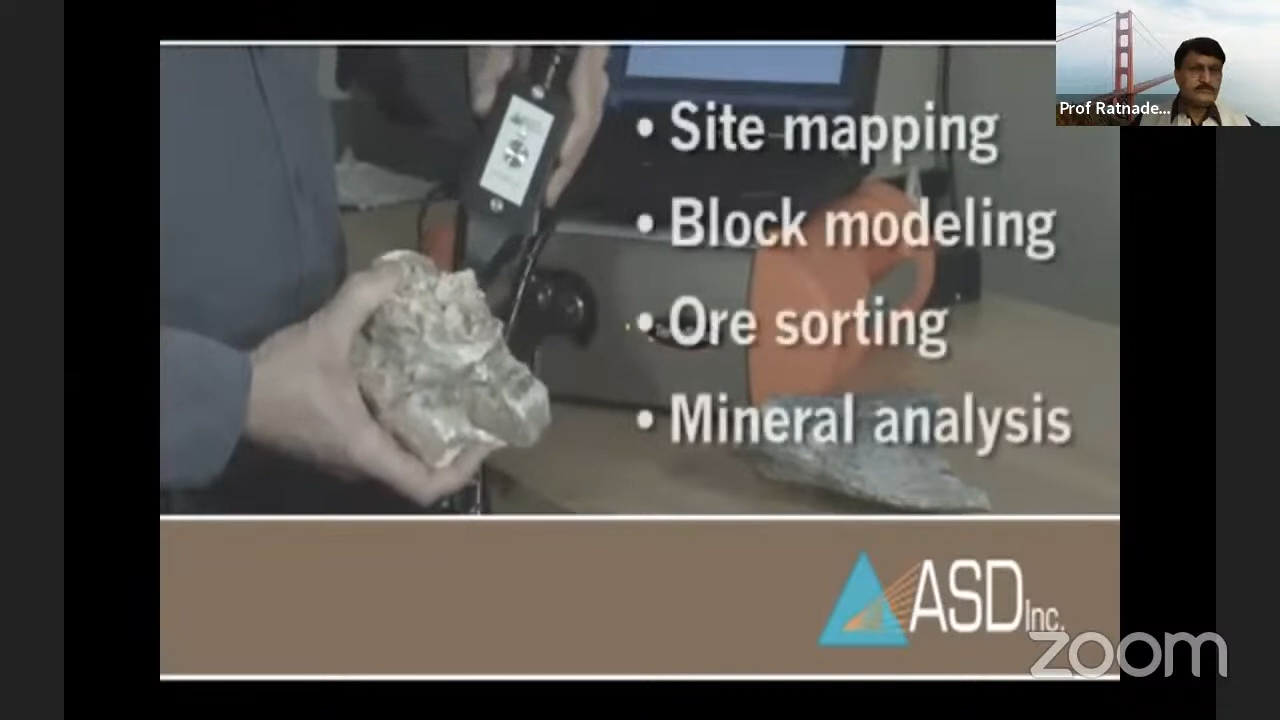 Prof Ratnade...
• Site mapping
• Block modeling
• Ore sorting
• Mineral analysis
ASD Inc.
zoom